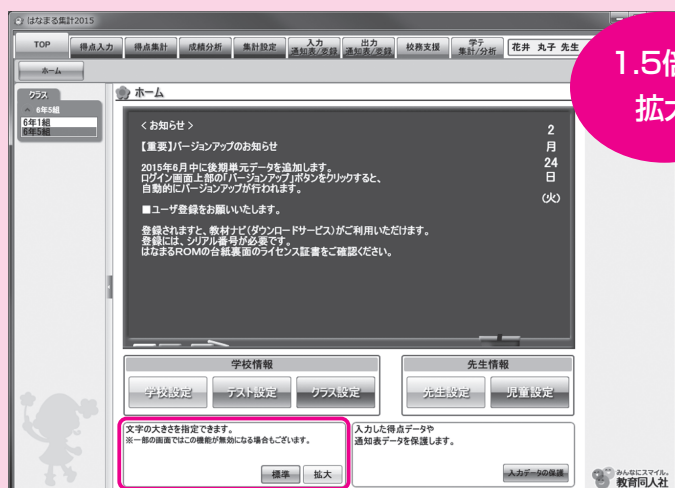 はなまる集計2015
TOP 得点入力 得点集計 成績分析 集計設定 入力 通知表/要録 出力 通知表/要録 校務支援 学テ 集計/分析 花井 丸子 先生
ホーム
1.5倍
拡大
クラス
6年5組
6年1組
6年5組
ホーム
<お知らせ>
【重要】バージョンアップのお知らせ
2015年6月中に後期単元データを追加します。
ログイン画面上部の「バージョンアップ」ボタンをクリックすると、
自動的にバージョンアップが行われます。
■ユーザ登録をお願いいたします。
登録されますと、教材ナビ(ダウンロードサービス)がご利用いただけます。
登録には、シリアル番号が必要です。
はなまるROMの台紙裏面のライセンス証書をご確認ください。
2
月
24
日
(火)
学校情報
学校設定 テスト設定 クラス設定
先生情報
先生設定 児童設定
文字の大きさを指定できます。
※一部の画面ではこの機能が無効になる場合もございます。
標準 拡大
入力した得点データや
通知表データを保護します。
入力データの保護
みんなにスマイル。
教育同人社